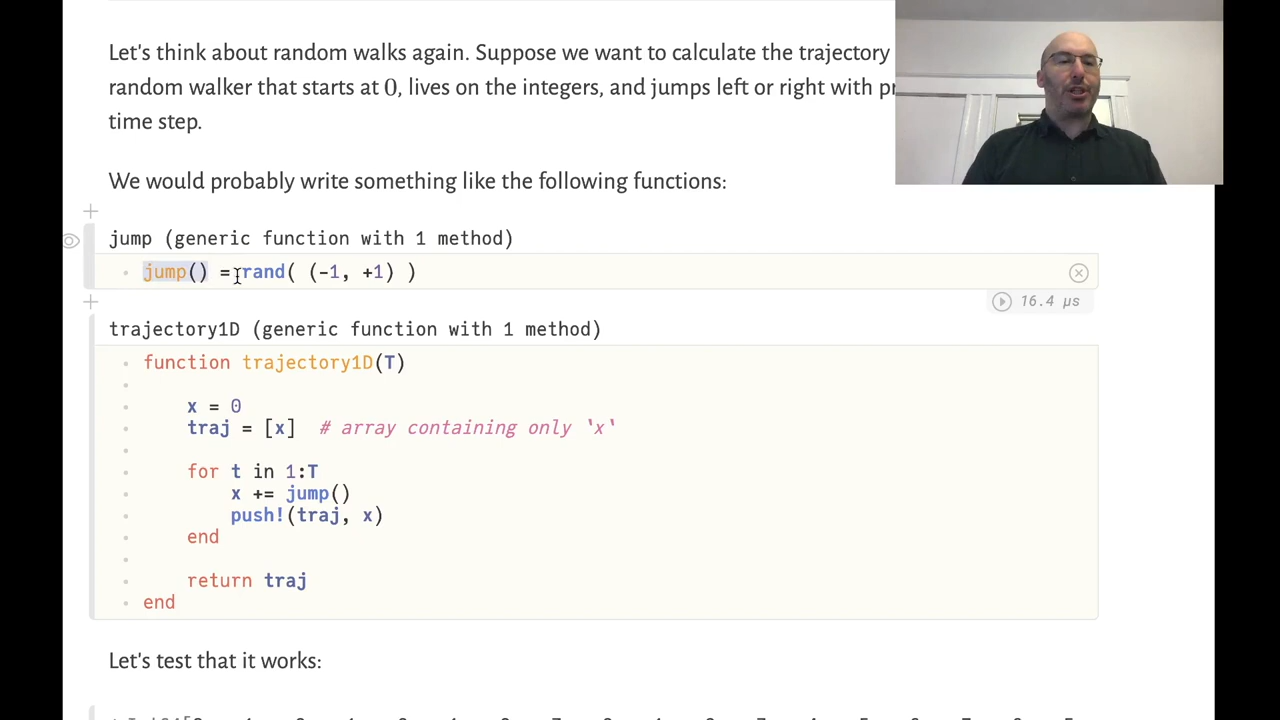 Let's think about random walks again. Suppose we want to calculate the trajectory
random walker that starts at 0, lives on the integers, and jumps left or right with
time step.
We would probably write something like the following functions:
jump (generic function with 1 method)
jump() = rand( (-1, +1) )
16.4 μs
trajectory1D (generic function with 1 method)
function trajectory1D(T)
x = 0
traj = [x]  # array containing only `x`
for t in 1:T
x += jump()
push!(traj, x)
end
return traj
end
Let's test that it works: